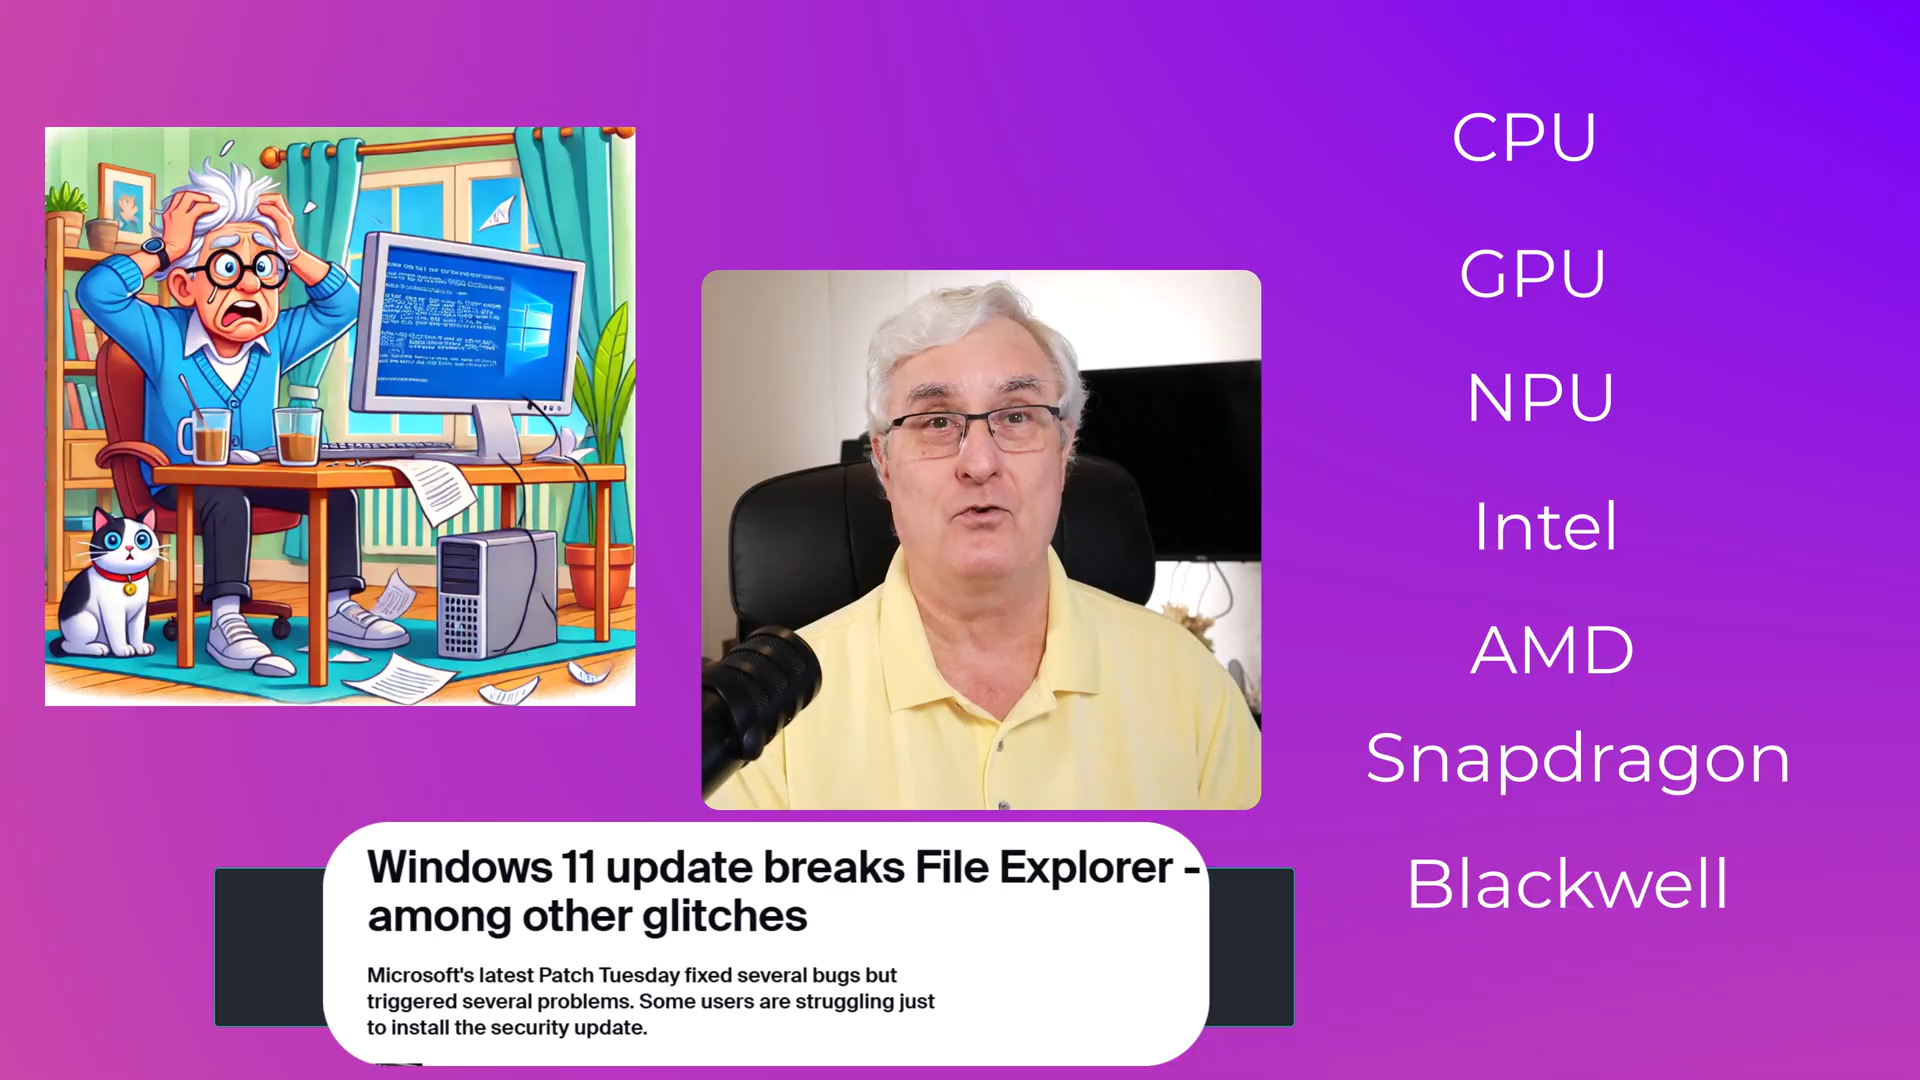 CPU
GPU
NPU
Intel
AMD
Snapdragon
Blackwell
Windows 11 update breaks File Explorer -
among other glitches
Microsoft's latest Patch Tuesday fixed several bugs but
triggered several problems. Some users are struggling just
to install the security update.